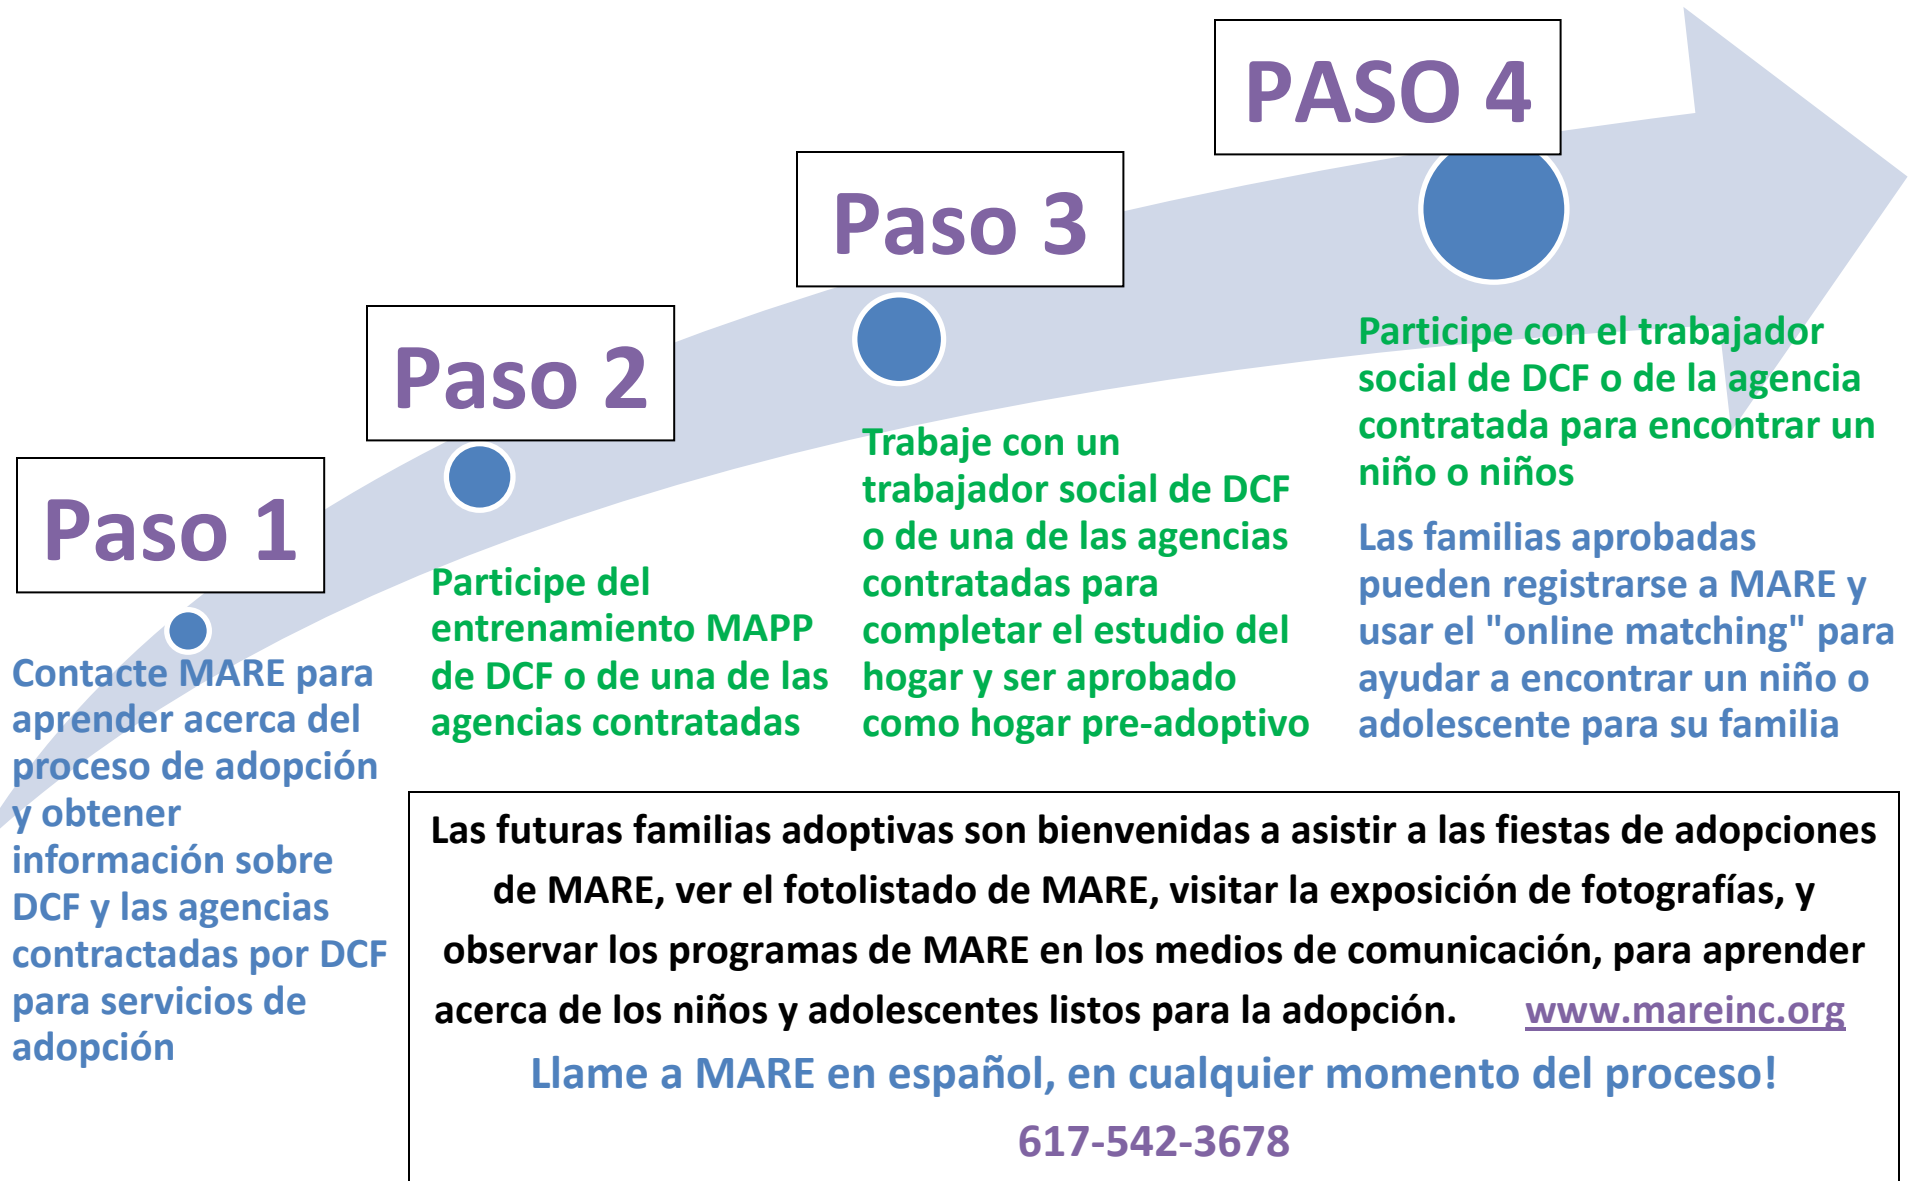 Paso 1
Contacte MARE para
aprender acerca del
proceso de adopción
y obtener
información sobre
DCF y las agencias
contractadas por DCF
para servicios de
adopción
Paso 2
Participe del
entrenamiento MAPP
de DCF o de una de las
agencias contratadas
Paso 3
Trabaje con un
trabajador social de DCF
o de una de las agencias
contratadas para
completar el estudio del
hogar y ser aprobado
como hogar pre-adoptivo
PASO 4
Participe con el trabajador
social de DCF o de la agencia
contratada para encontrar un
niño o niños
Las familias aprobadas
pueden registrarse a MARE y
usar el "online matching" para
ayudar a encontrar un niño o
adolescente para su familia
Las futuras familias adoptivas son bienvenidas a asistir a las fiestas de adopciones
de MARE, ver el fotolistado de MARE, visitar la exposición de fotografías, y
observar los programas de MARE en los medios de comunicación, para aprender
acerca de los niños y adolescentes listos para la adopción. www.mareinc.org
Llame a MARE en español, en cualquier momento del proceso!
617-542-3678